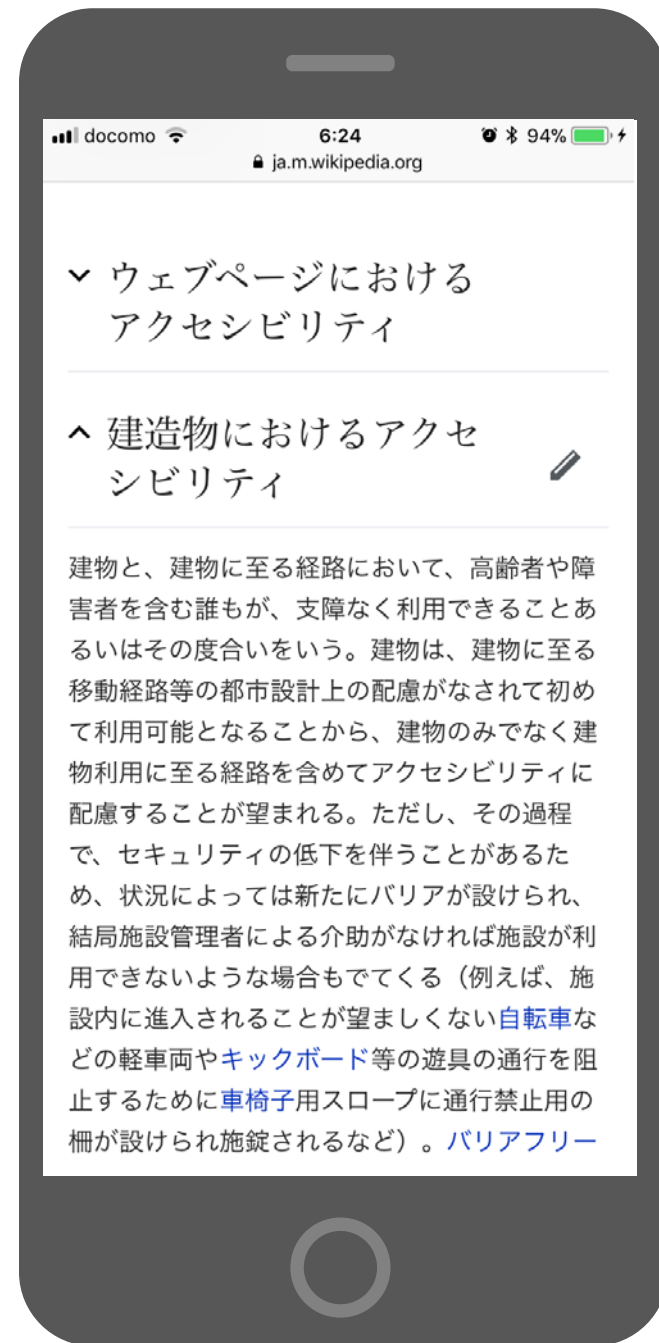 docomo 6:24 94%
ja.m.wikipedia.org
ウェブページにおける
アクセシビリティ
建造物におけるアクセ
シビリティ
建物と、建物に至る経路において、高齢者や障
害者を含む誰もが、支障なく利用できることあ
るいはその度合いをいう。建物は、建物に至る
移動経路等の都市設計上の配慮がなされて初め
て利用可能となることから、建物のみでなく建
物利用に至る経路を含めてアクセシビリティに
配慮することが望まれる。ただし、その過程
で、セキュリティの低下を伴うことがあるた
め、状況によっては新たにバリアが設けられ、
結局施設管理者による介助がなければ施設が利
用できないような場合もでてくる（例えば、施
設内に進入されることが望ましくない自転車な
どの軽車両やキックボード等の遊具の通行を阻
止するために車椅子用スロープに通行禁止用の
柵が設けられ施錠されるなど）。バリアフリー